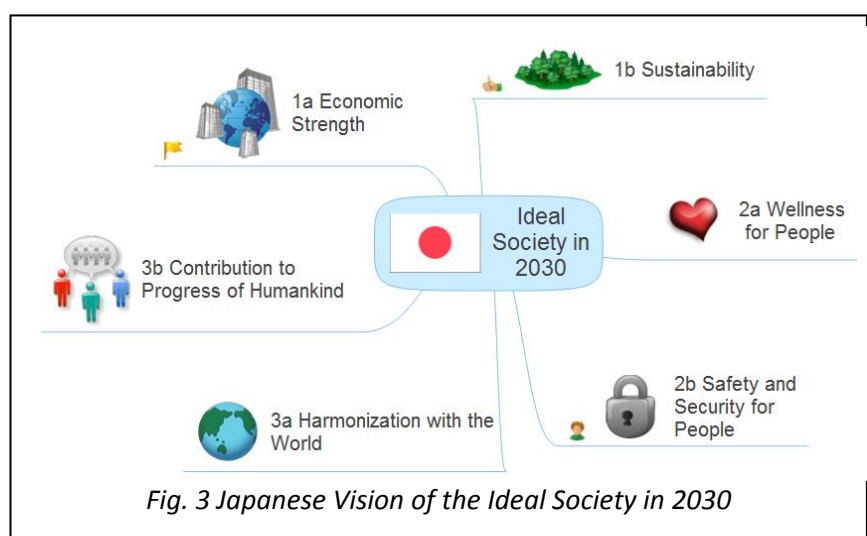 1a Economic
Strength
1b Sustainability
Ideal
Society in
2030
2a Wellness
for People
2b Safety and
Security for
People
3a Harmonization with the
World
3b Contribution to
Progress of Humankind
Fig. 3 Japanese Vision of the Ideal Society in 2030